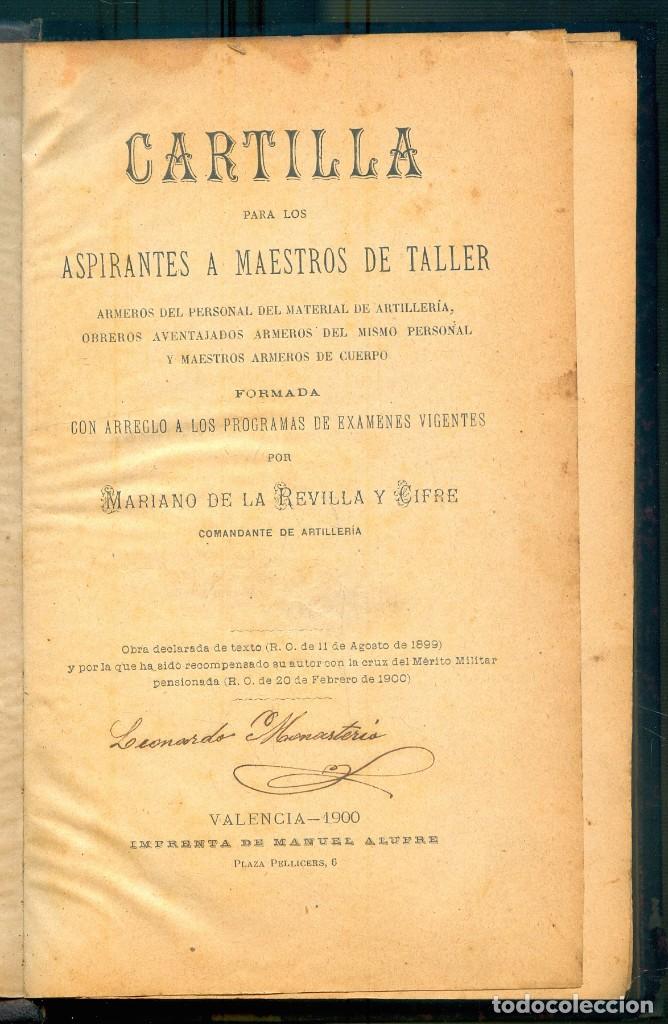 CARTILLA
PARA LOS
ASPIRANTES A MAESTROS DE TALLER
ARMEROS DEL PERSONAL DEL MATERIAL DE ARTILLERÍA,
OBREROS AVENTAJADOS ARMEROS DEL MISMO PERSONAL
Y MAESTROS ARMEROS DE CUERPO
FORMADA
CON ARREGLO A LOS PROGRAMAS DE EXAMENES VIGENTES
POR
MARIANO DE LA REVILLA Y CIFRE
COMANDANTE DE ARTILLERÍA
Obra declarada de texto (R. O. de 11 de Agosto de 1899)
y por la que ha sido recompensado su autor con la cruz del Mérito Militar
pensionada (R. O. de 20 de Febrero de 1900)
Leonardo Monasterio
VALENCIA—1900
IMPRENTA DE MANUEL ALUFRE
PLAZA PELLICERS, 6
todocoleccion